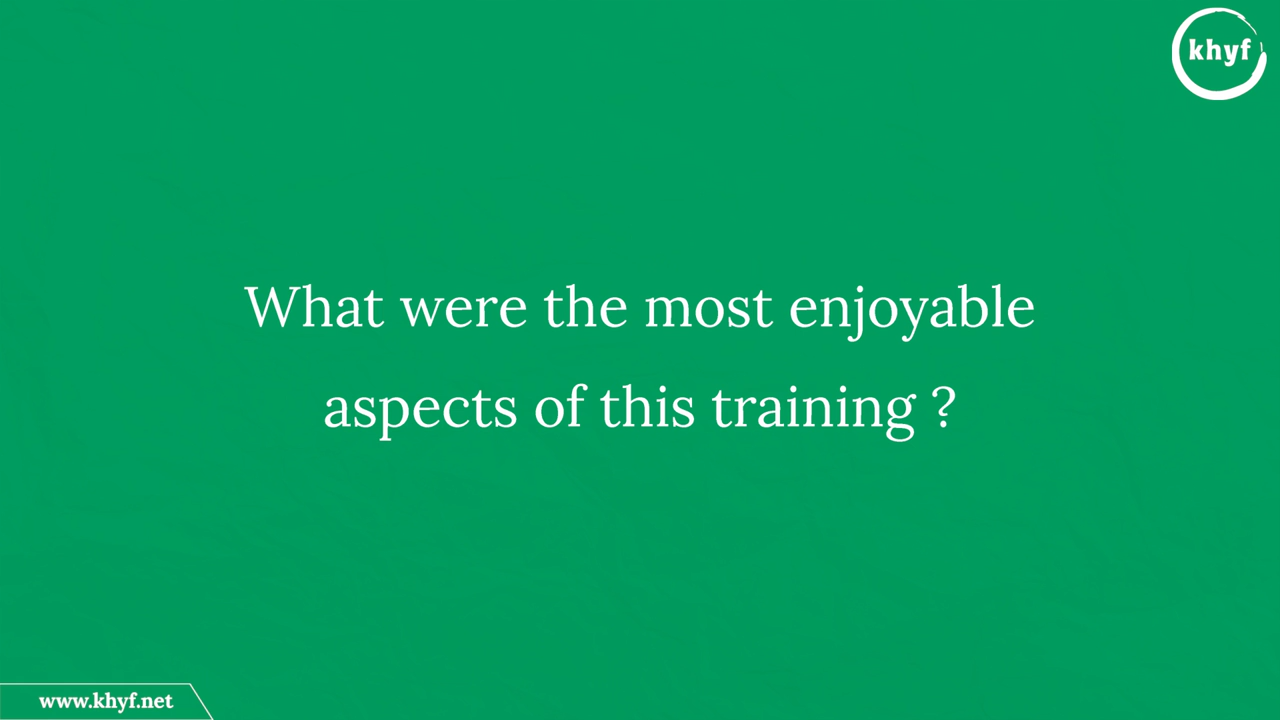 khyf
What were the most enjoyable
aspects of this training ?
www.khyf.net